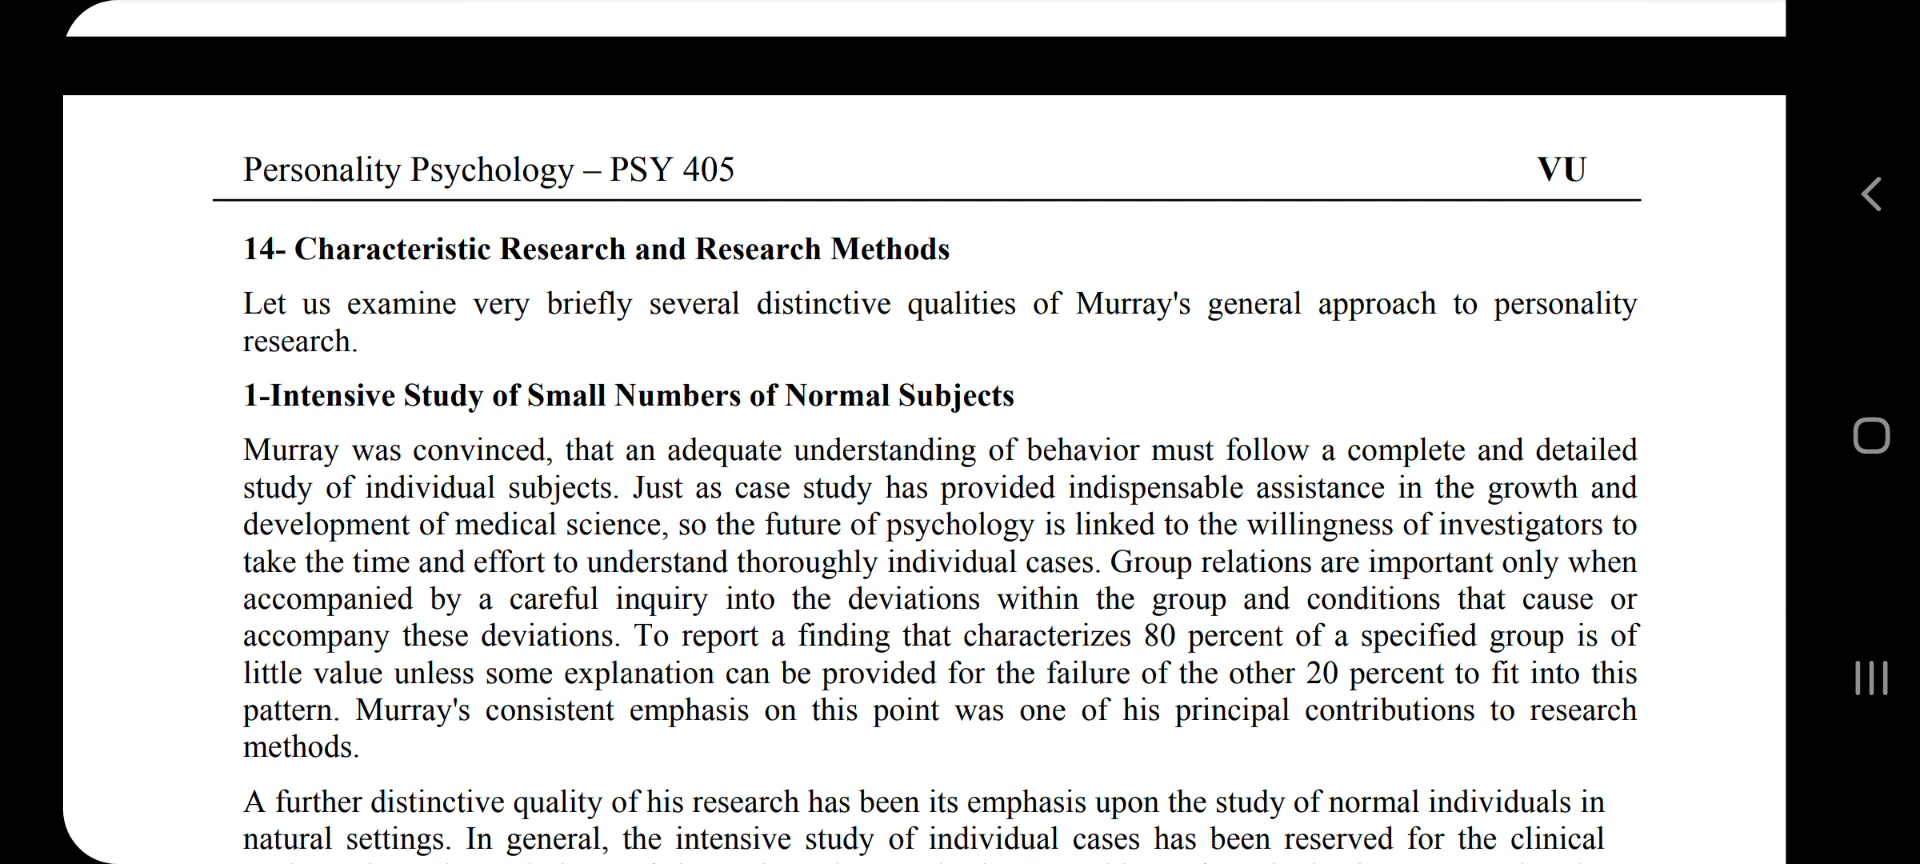 Personality Psychology – PSY 405 VU
14- Characteristic Research and Research Methods
Let us examine very briefly several distinctive qualities of Murray's general approach to personality
research.
1-Intensive Study of Small Numbers of Normal Subjects
Murray was convinced, that an adequate understanding of behavior must follow a complete and detailed
study of individual subjects. Just as case study has provided indispensable assistance in the growth and
development of medical science, so the future of psychology is linked to the willingness of investigators to
take the time and effort to understand thoroughly individual cases. Group relations are important only when
accompanied by a careful inquiry into the deviations within the group and conditions that cause or
accompany these deviations. To report a finding that characterizes 80 percent of a specified group is of
little value unless some explanation can be provided for the failure of the other 20 percent to fit into this
pattern. Murray's consistent emphasis on this point was one of his principal contributions to research
methods.
A further distinctive quality of his research has been its emphasis upon the study of normal individuals in
natural settings. In general, the intensive study of individual cases has been reserved for the clinical